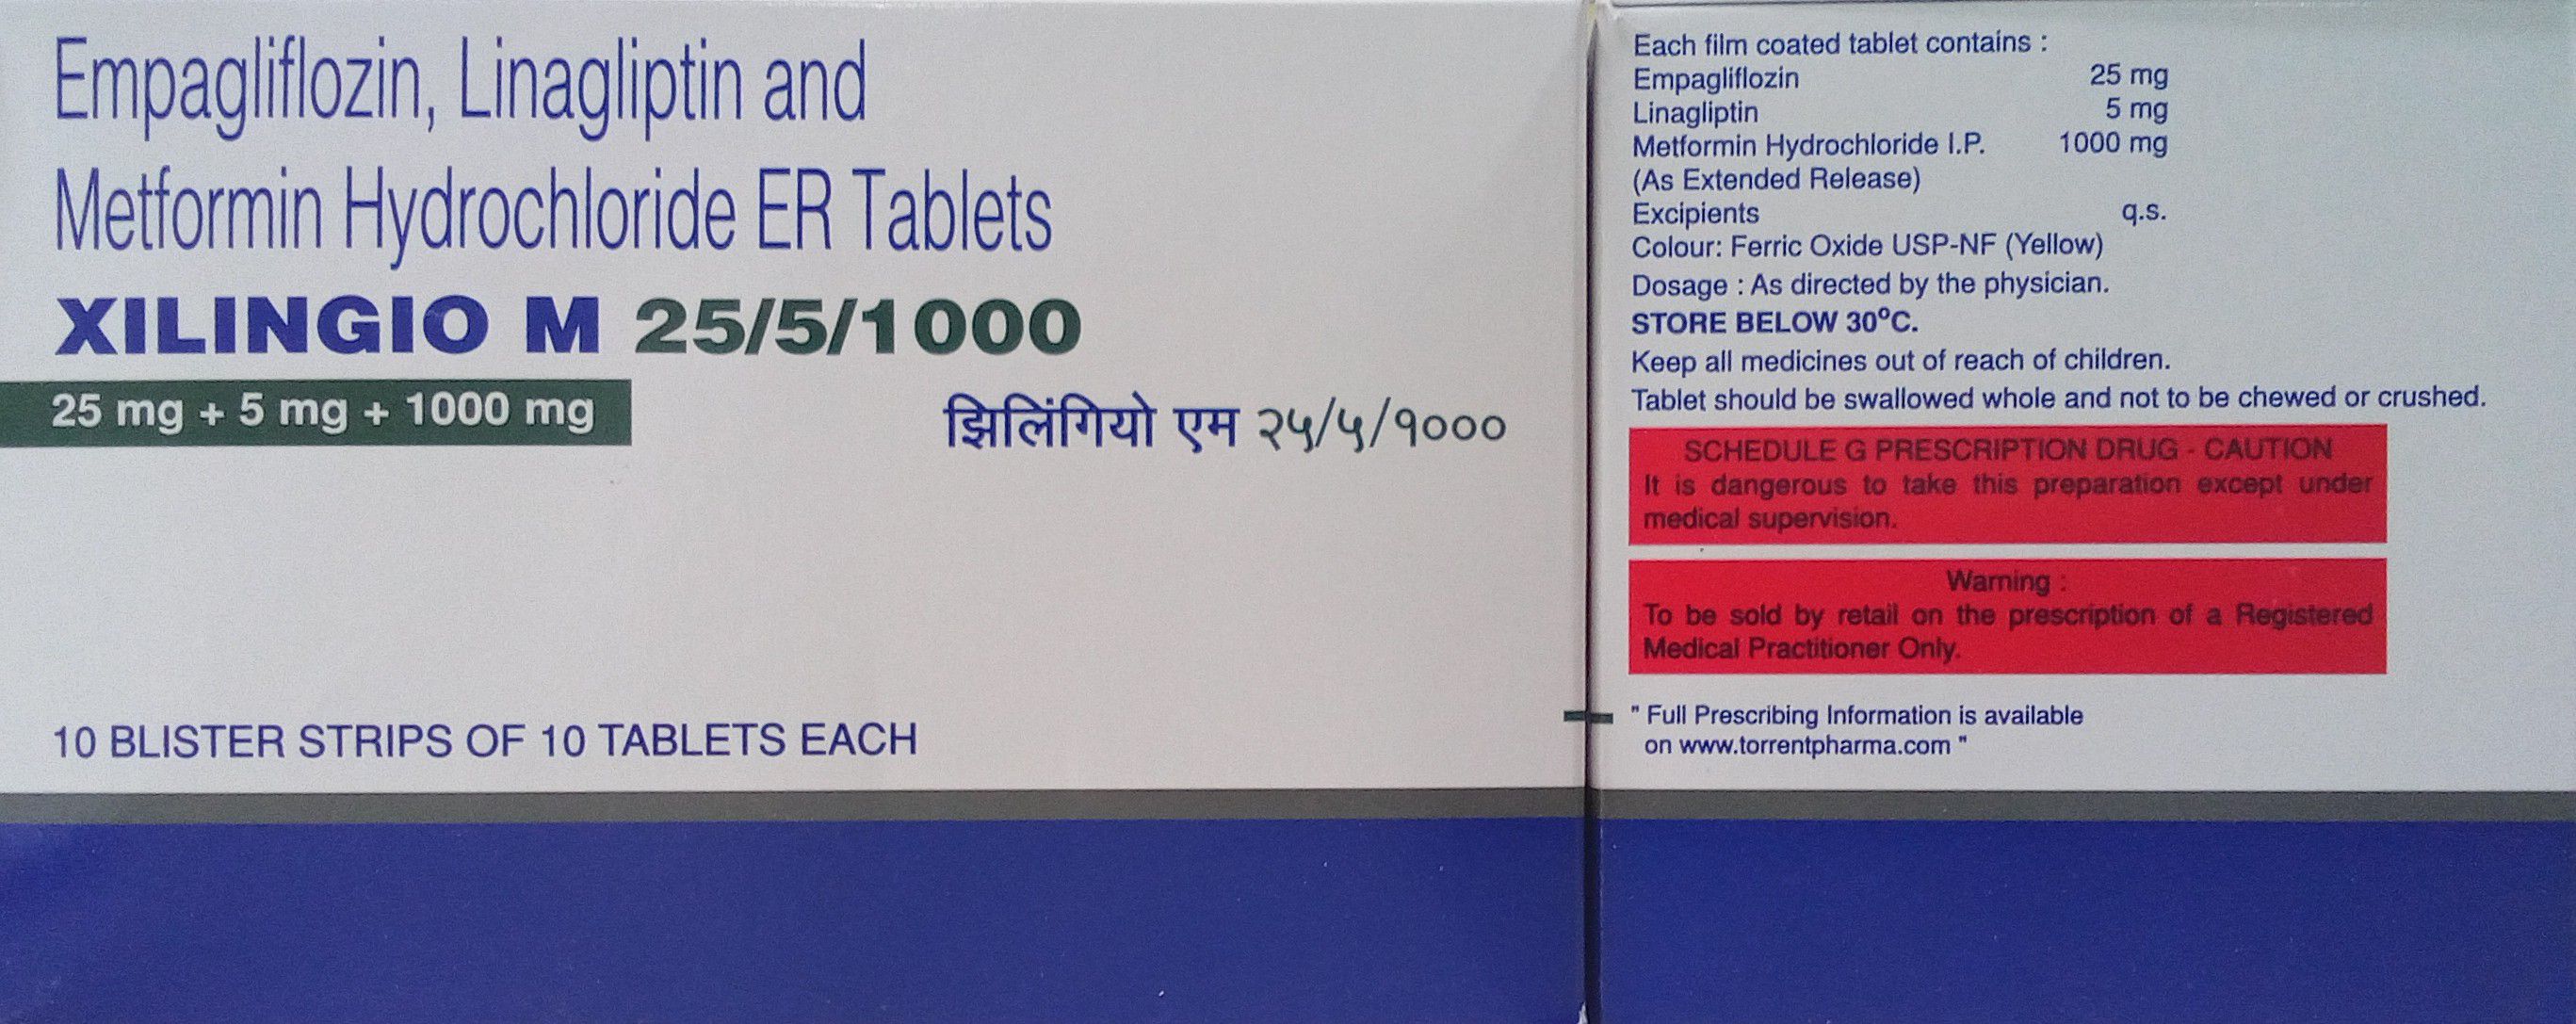 Empagliflozin, Linagliptin and
Metformin Hydrochloride ER Tablets
XILINGIO M 25/5/1000
25 mg + 5 mg + 1000 mg
झिलिंगियो एम २५/५/१०००
10 BLISTER STRIPS OF 10 TABLETS EACH
Each film coated tablet contains :
Empagliflozin 25 mg
Linagliptin 5 mg
Metformin Hydrochloride I.P. 1000 mg
(As Extended Release)
Excipients q.s.
Colour: Ferric Oxide USP-NF (Yellow)
Dosage : As directed by the physician.
STORE BELOW 30ºC.
Keep all medicines out of reach of children.
Tablet should be swallowed whole and not to be chewed or crushed.
SCHEDULE G PRESCRIPTION DRUG - CAUTION
It is dangerous to take this preparation except under
medical supervision.
Warning :
To be sold by retail on the prescription of a Registered
Medical Practitioner Only.
" Full Prescribing Information is available
on www.torrentpharma.com "